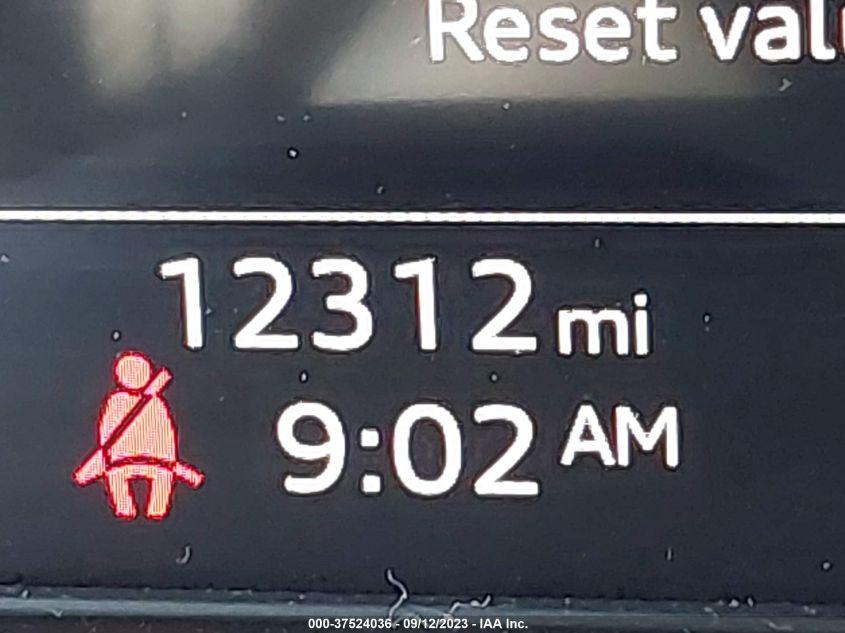 Reset val
12312 mi
9:02 AM
000-37524036 - 09/12/2023 - IAA Inc.